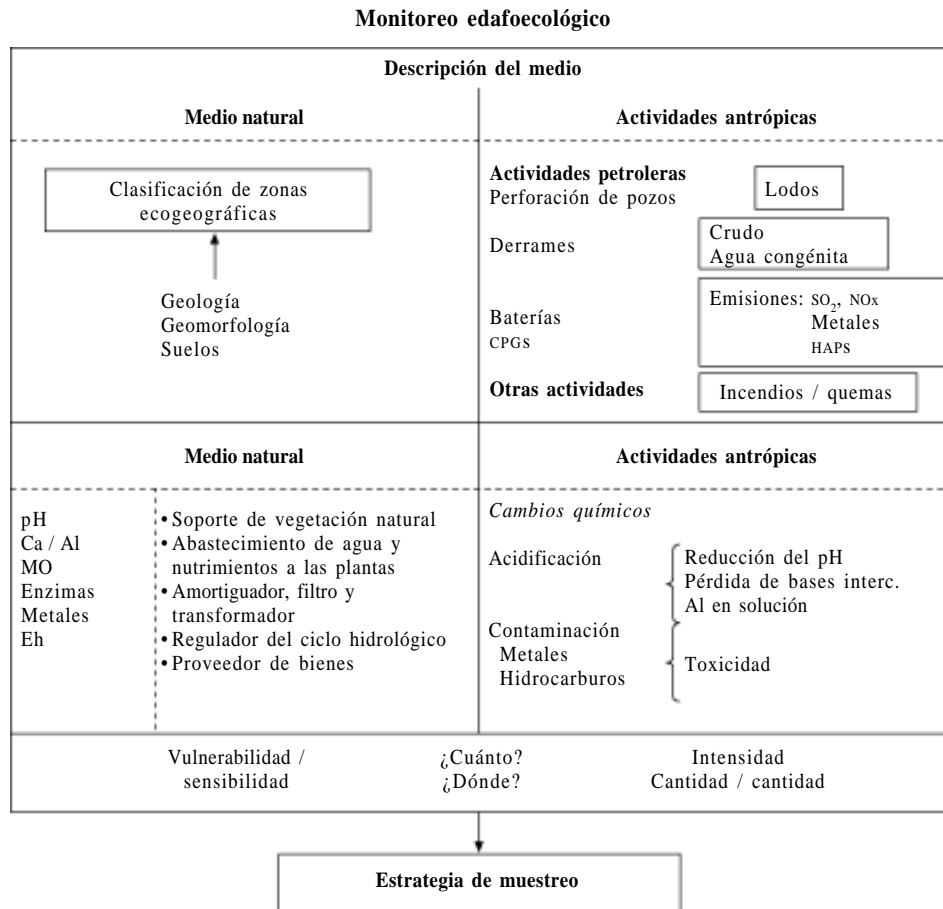 Monitoreo edafoecológico
Descripción del medio
Medio natural
Actividades antrópicas
Clasificación de zonas
ecogeográficas
Geología
Geomorfología
Suelos
Actividades petroleras
Perforación de pozos
Lodos
Derrames
Crudo
Agua congénita
Baterías
CPGS
Emisiones: SO2, NOx
Metales
HAPS
Otras actividades
Incendios / quemas
Medio natural
Actividades antrópicas
pH
Ca / Al
MO
Enzimas
Metales
Eh
• Soporte de vegetación natural
• Abastecimiento de agua y
nutrimientos a las plantas
• Amortiguador, filtro y
transformador
• Regulador del ciclo hidrológico
• Proveedor de bienes
Cambios químicos
Acidificación
Reducción del pH
Pérdida de bases interc.
Al en solución
Contaminación
Metales
Hidrocarburos
Toxicidad
Vulnerabilidad /
sensibilidad
¿Cuánto?
¿Dónde?
Intensidad
Cantidad / cantidad
Estrategia de muestreo